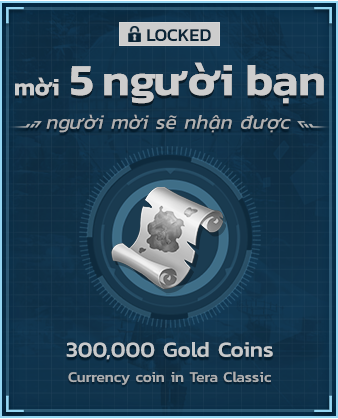 LOCKED
mời 5 người bạn
người mời sẽ nhận được
300,000 Gold Coins
Currency coin in Tera Classic